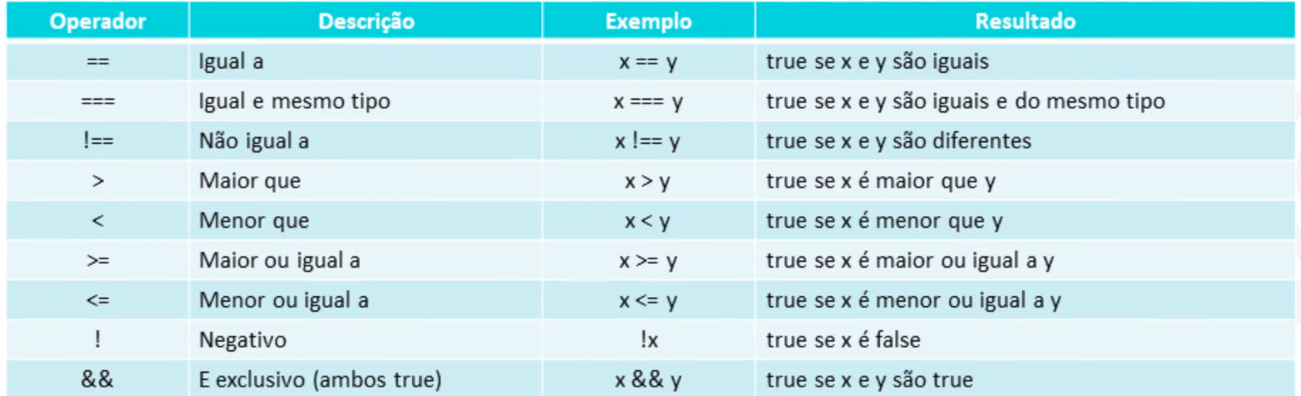 Operador Descrição Exemplo Resultado
== Igual a x == y true se x e y são iguais
=== Igual e mesmo tipo x === y true se x e y são iguais e do mesmo tipo
!== Não igual a x !== y true se x e y são diferentes
> Maior que x > y true se x é maior que y
< Menor que x < y true se x é menor que y
>= Maior ou igual a x >= y true se x é maior ou igual a y
<= Menor ou igual a x <= y true se x é menor ou igual a y
! Negativo !x true se x é false
&& E exclusivo (ambos true) x && y true se x e y são true